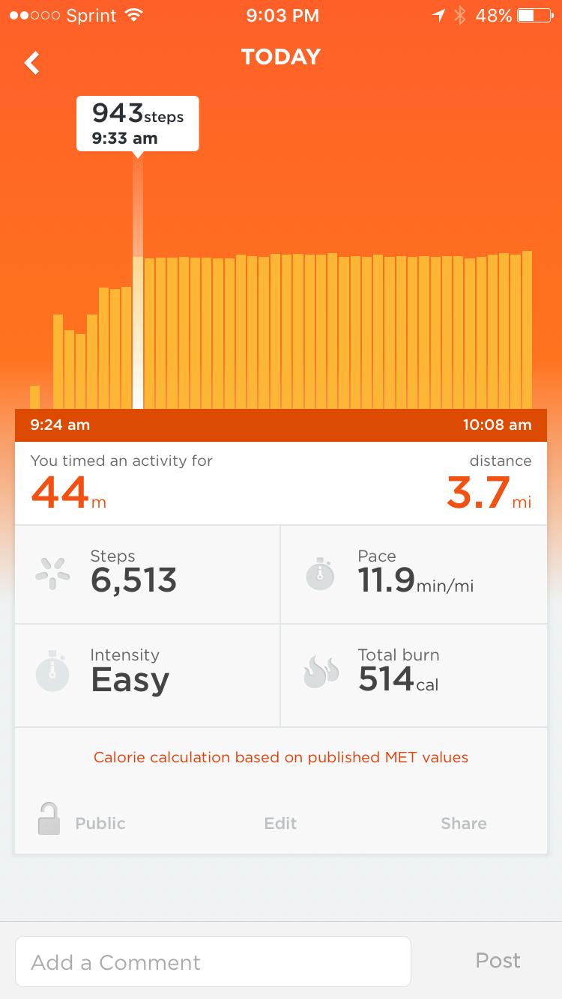 Sprint 9:03 PM 48%
TODAY
943steps
9:33 am
9:24 am 10:08 am
You timed an activity for distance
44m 3.7mi
Steps Pace
6,513 11.9min/mi
Intensity Total burn
Easy 514cal
Calorie calculation based on published MET values
Public Edit Share
Add a Comment Post